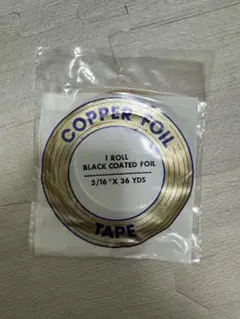 COPPER FOIL
1 ROLL
BLACK COATED FOIL
3/16" X 36 YDS
TAPE